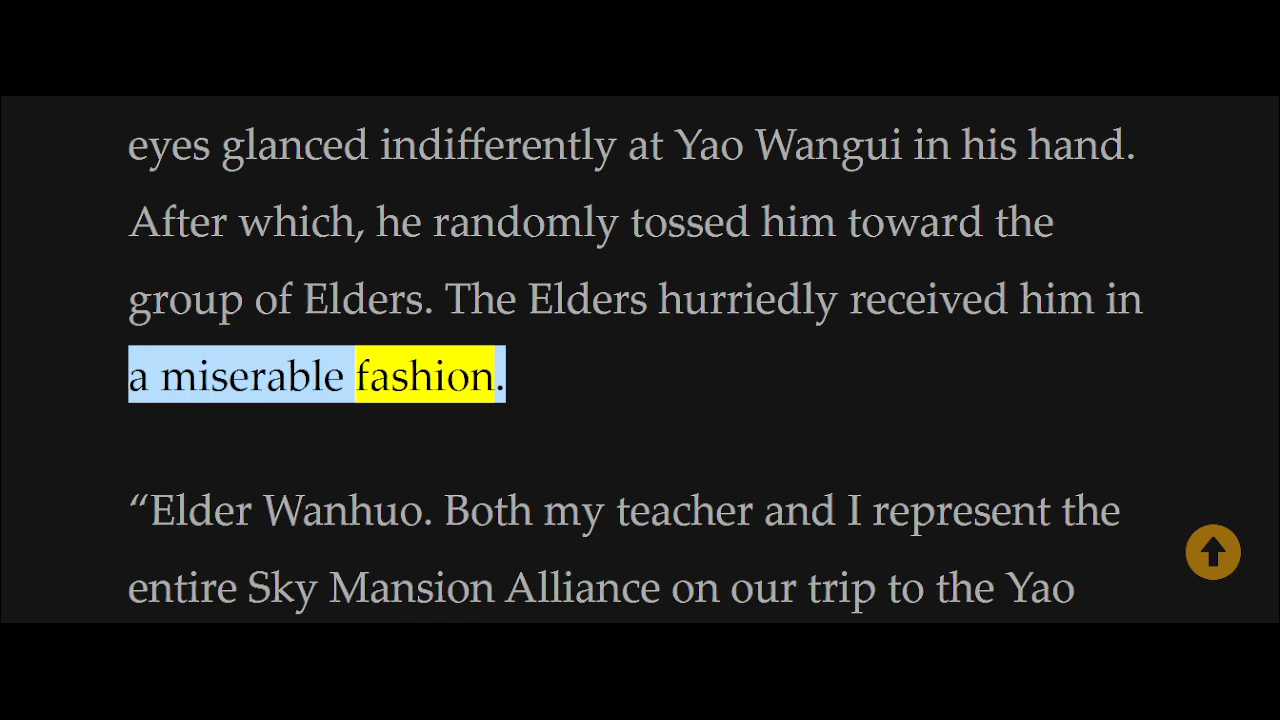 eyes glanced indifferently at Yao Wangui in his hand.
After which, he randomly tossed him toward the
group of Elders. The Elders hurriedly received him in
a miserable fashion.
“Elder Wanhuo. Both my teacher and I represent the
entire Sky Mansion Alliance on our trip to the Yao